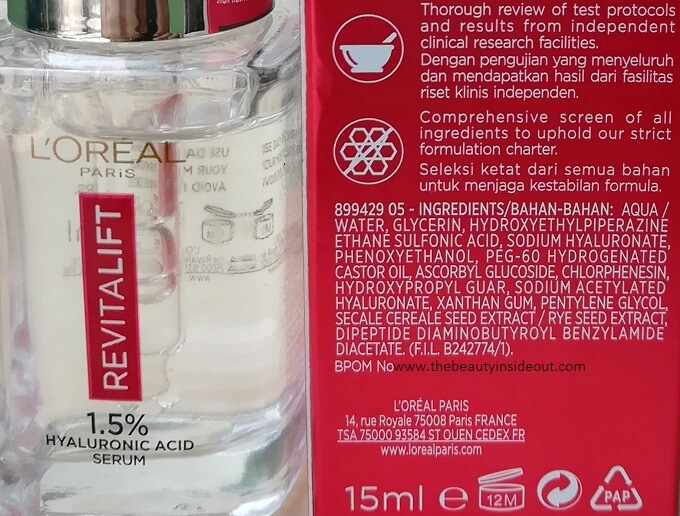 L'ORÉAL
PARiS
REVITALIFT
1.5%
HYALURONIC ACID
SERUM
Thorough review of test protocols
and results from independent
clinical research facilities.
Dengan pengujian yang menyeluruh
dan mendapatkan hasil dari fasilitas
riset klinis independen.
Comprehensive screen of all
ingredients to uphold our strict
formulation charter.
Seleksi ketat dari semua bahan
untuk menjaga kestabilan formula.
899429 05 - INGREDIENTS/BAHAN-BAHAN: AQUA /
WATER, GLYCERIN, HYDROXYETHYLPIPERAZINE
ETHANE SULFONIC ACID, SODIUM HYALURONATE,
PHENOXYETHANOL, PEG-60 HYDROGENATED
CASTOR OIL, ASCORBYL GLUCOSIDE, CHLORPHENESIN,
HYDROXYPROPYL GUAR, SODIUM ACETYLATED
HYALURONATE, XANTHAN GUM, PENTYLENE GLYCOL,
SECALE CEREALE SEED EXTRACT / RYE SEED EXTRACT,
DIPEPTIDE DIAMINOBUTYROYL BENZYLAMIDE
DIACETATE. (F.I.L. B242774/1).
BPOM No www.thebeautyinsideout.com
L'ORÉAL PARIS
14, rue Royale 75008 Paris FRANCE
TSA 75000 93584 ST OUEN CEDEX FR
www.lorealparis.com
15ml e 12M PAP